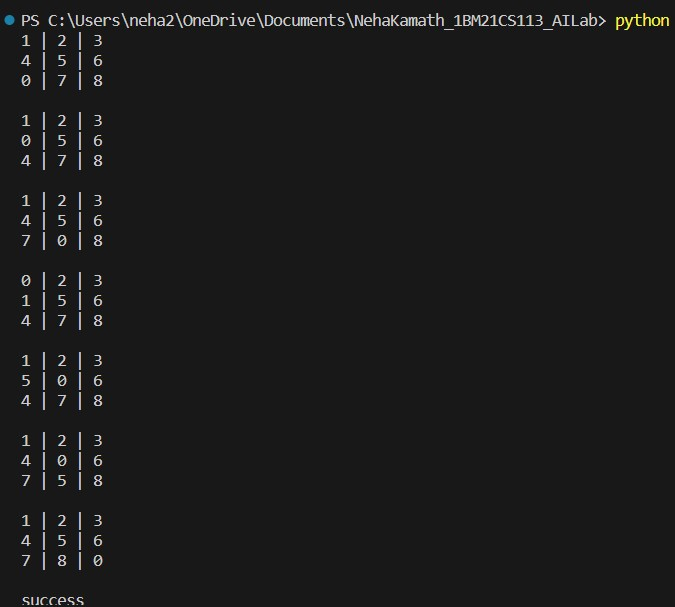 PS C:\Users\neha2\OneDrive\Documents\NehaKamath_1BM21CS113_AILab> python
1 | 2 | 3
4 | 5 | 6
0 | 7 | 8
1 | 2 | 3
0 | 5 | 6
4 | 7 | 8
1 | 2 | 3
4 | 5 | 6
7 | 0 | 8
0 | 2 | 3
1 | 5 | 6
4 | 7 | 8
1 | 2 | 3
5 | 0 | 6
4 | 7 | 8
1 | 2 | 3
4 | 0 | 6
7 | 5 | 8
1 | 2 | 3
4 | 5 | 6
7 | 8 | 0
success